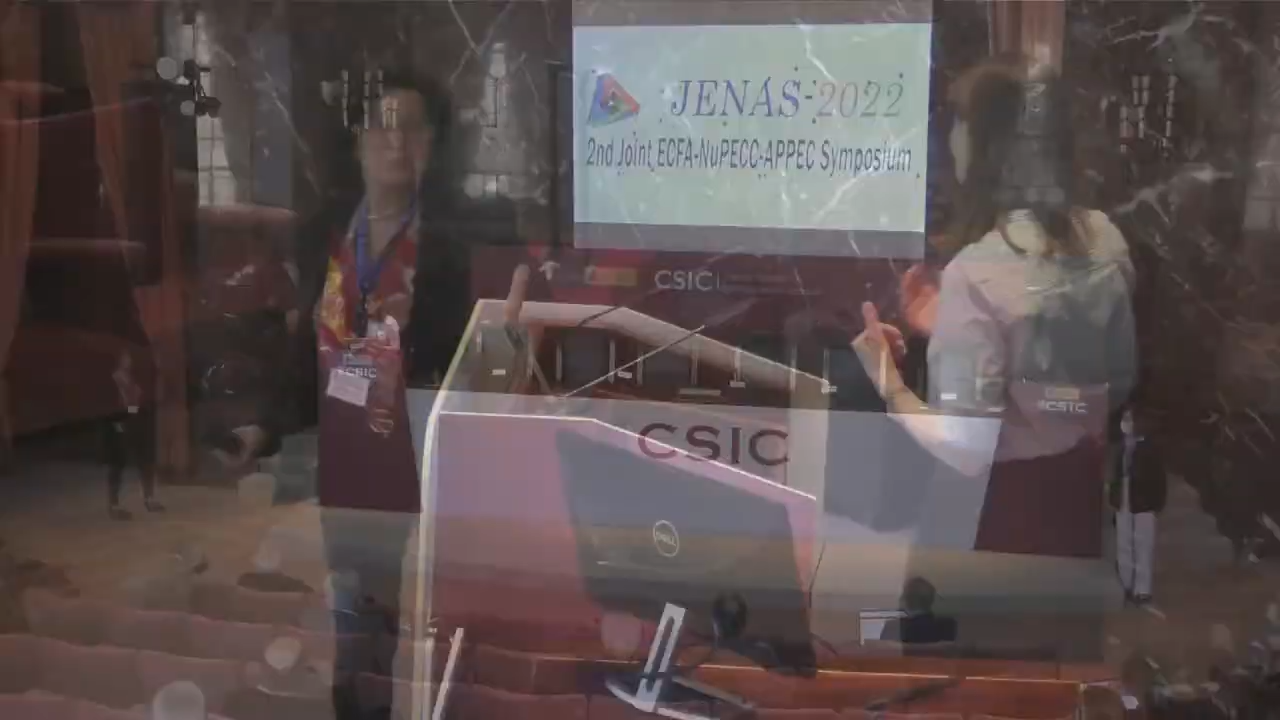 JENAS-2022
2nd Joint ECFA-NuPECC-APPEC Symposium
CSIC
CSIC
CSIC
CSIC
DELL